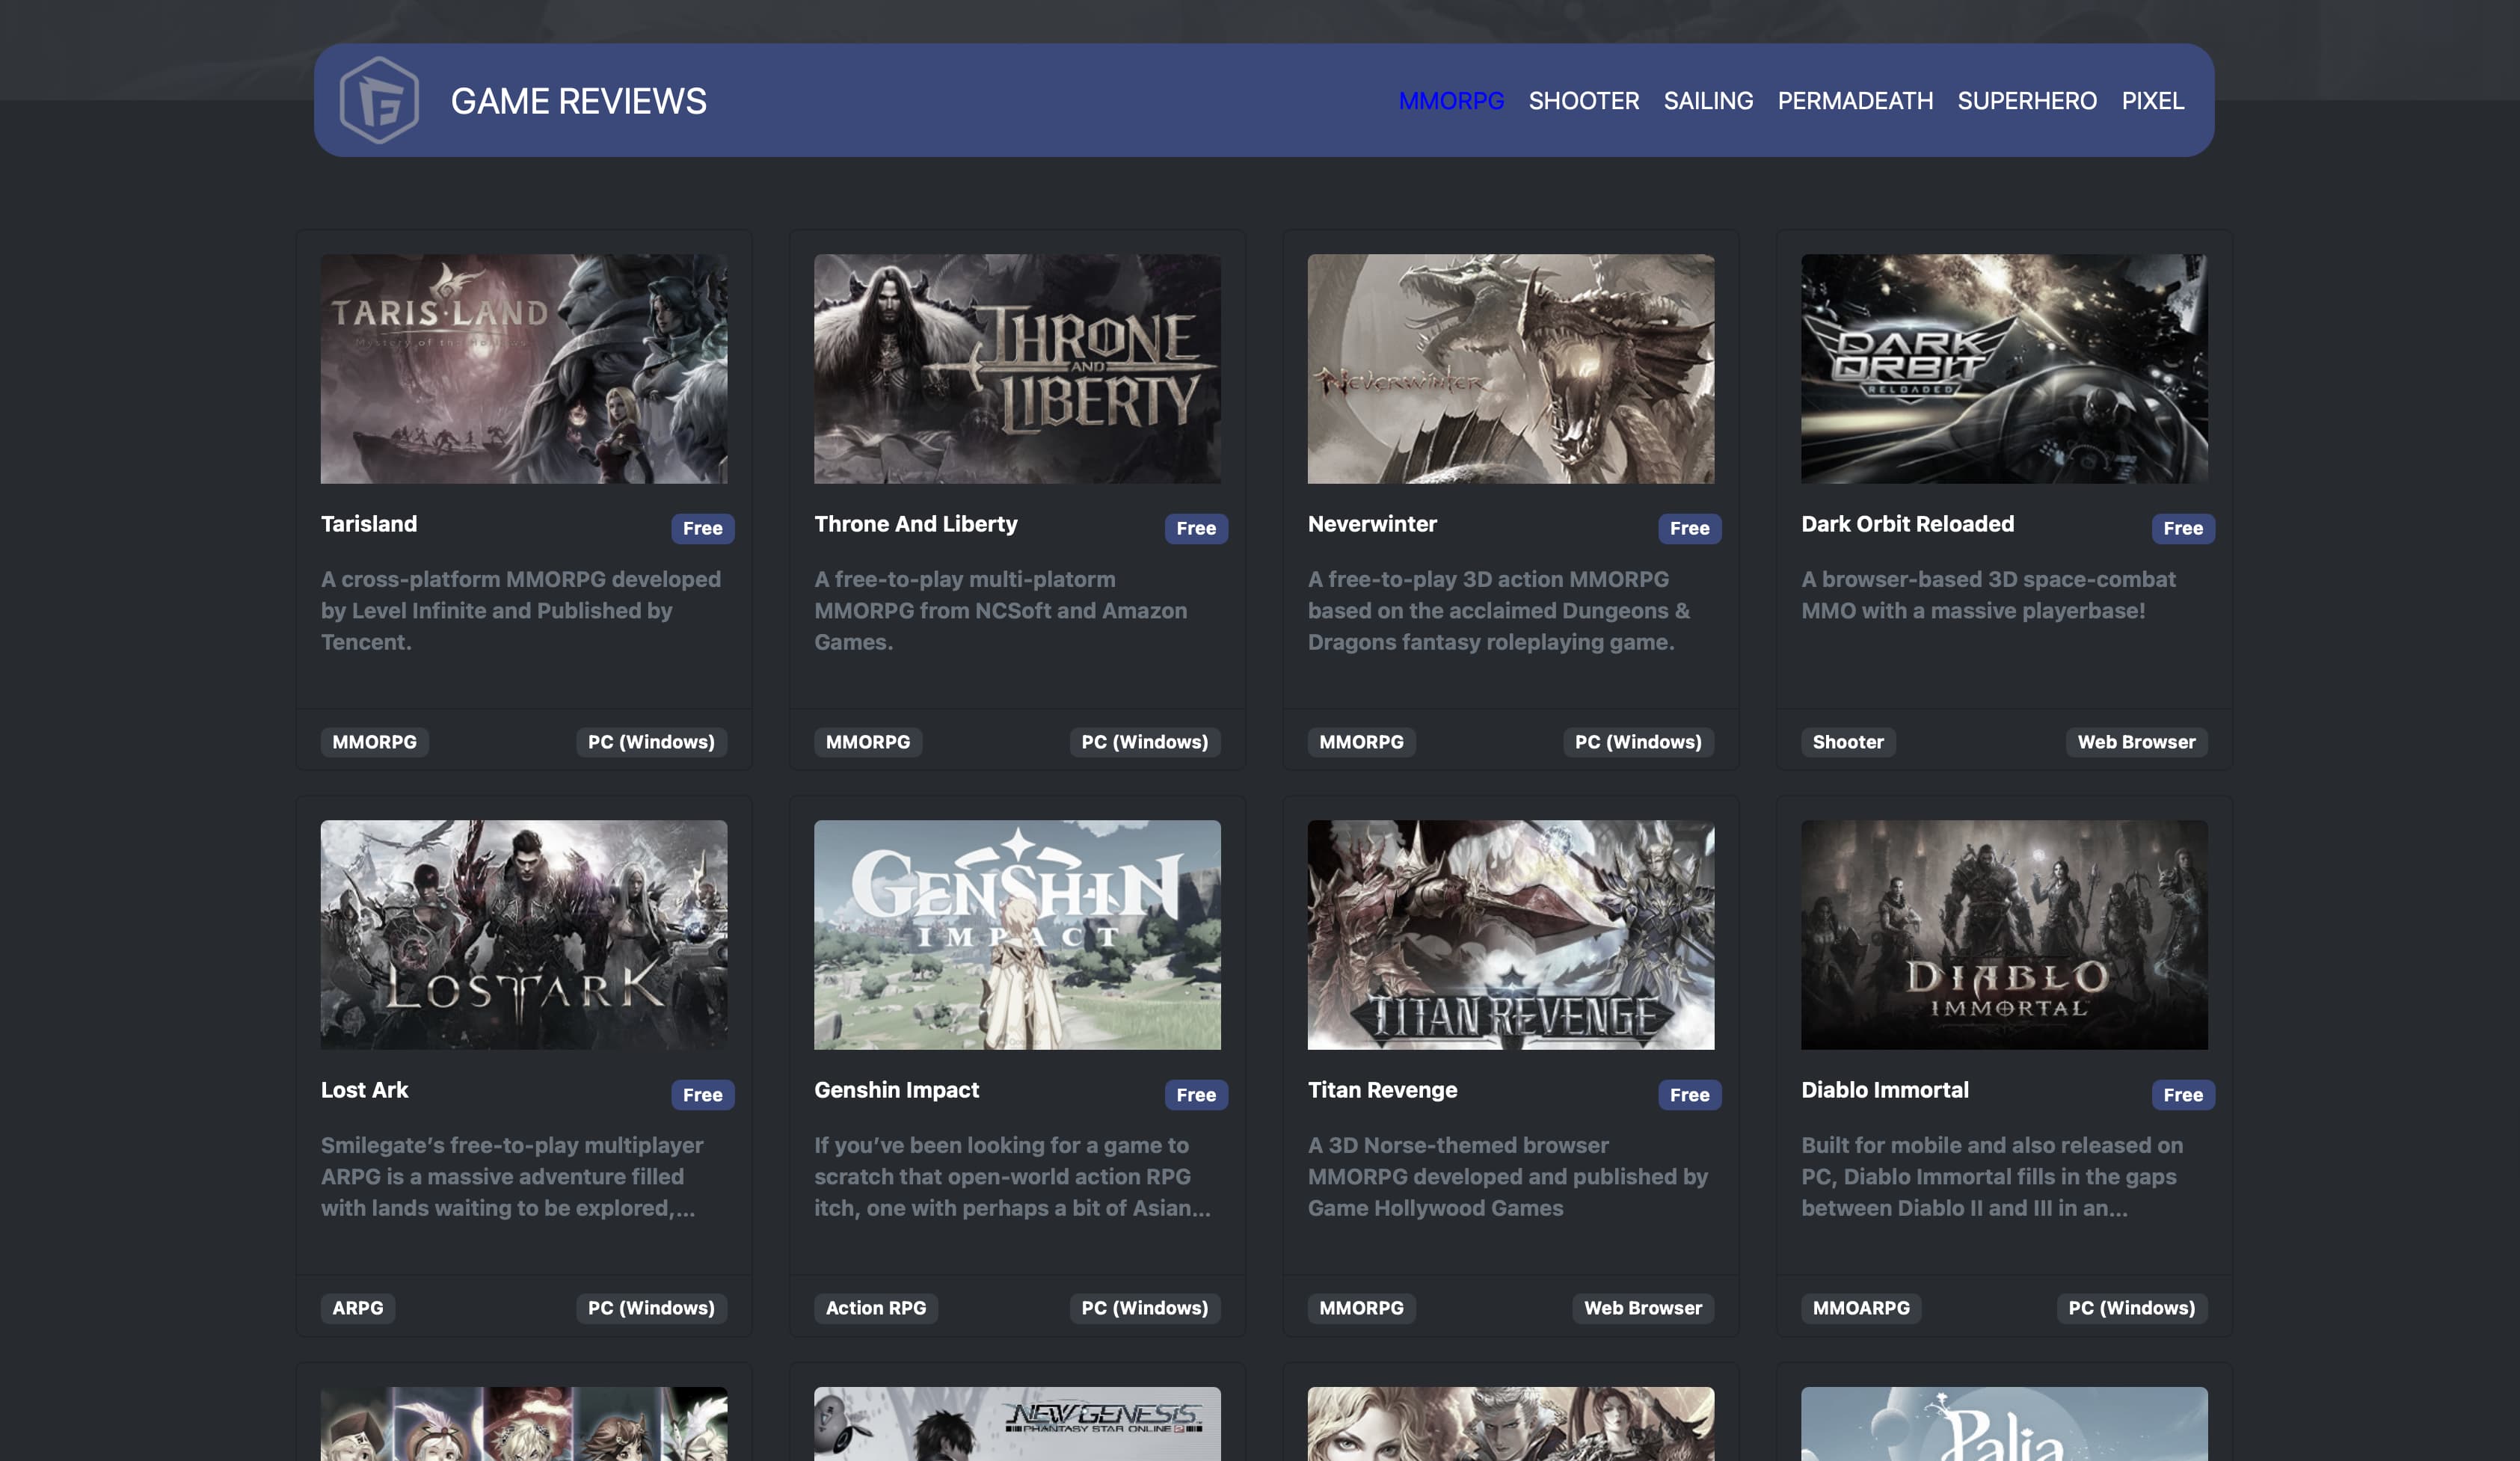 GAME REVIEWS
MMORPG SHOOTER SAILING PERMADEATH SUPERHERO PIXEL
TARIS·LAND
Mystery of the
THRONE
AND
LIBERTY
NEVERWINTER
DARK
ORBIT
RELOADED
Tarisland
Free
A cross-platform MMORPG developed
by Level Infinite and Published by
Tencent.
MMORPG
PC (Windows)
Throne And Liberty
Free
A free-to-play multi-platorm
MMORPG from NCSoft and Amazon
Games.
MMORPG
PC (Windows)
Neverwinter
Free
A free-to-play 3D action MMORPG
based on the acclaimed Dungeons &
Dragons fantasy roleplaying game.
MMORPG
PC (Windows)
Dark Orbit Reloaded
Free
A browser-based 3D space-combat
MMO with a massive playerbase!
Shooter
Web Browser
LOST ARK
GENSHIN
IMPACT
TITAN REVENGE
DIABLO
IMMORTAL
Lost Ark
Free
Smilegate’s free-to-play multiplayer
ARPG is a massive adventure filled
with lands waiting to be explored,...
ARPG
PC (Windows)
Genshin Impact
Free
If you’ve been looking for a game to
scratch that open-world action RPG
itch, one with perhaps a bit of Asian...
Action RPG
PC (Windows)
Titan Revenge
Free
A 3D Norse-themed browser
MMORPG developed and published by
Game Hollywood Games
MMORPG
Web Browser
Diablo Immortal
Free
Built for mobile and also released on
PC, Diablo Immortal fills in the gaps
between Diablo II and III in an...
MMOARPG
PC (Windows)
NEW GENESIS
PHANTASY STAR ONLINE 2
Palia